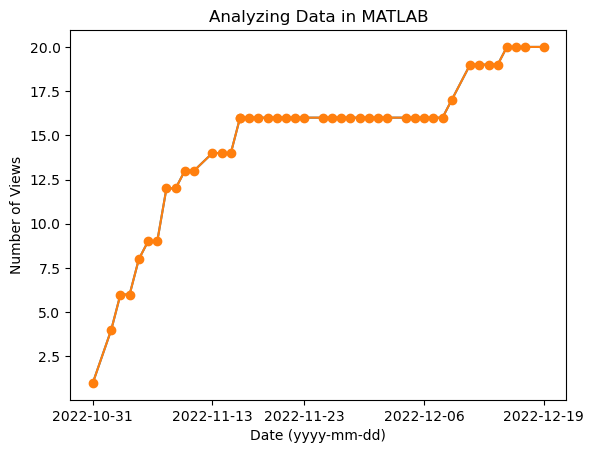 Analyzing Data in MATLAB
20.0
17.5
15.0
12.5
10.0
7.5
5.0
2.5
Number of Views
2022-10-31 2022-11-13 2022-11-23 2022-12-06 2022-12-19
Date (yyyy-mm-dd)